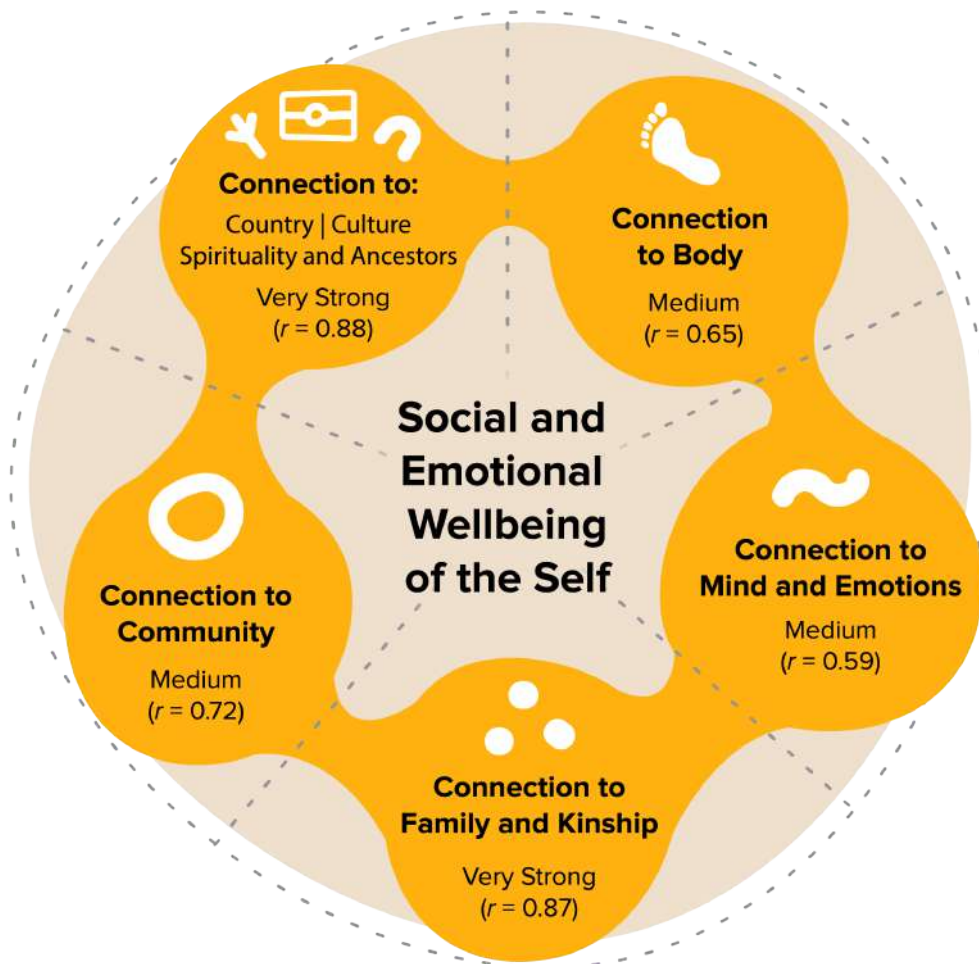 Connection to:
Country | Culture
Spirituality and Ancestors
Very Strong
(r = 0.88)
Connection
to Body
Medium
(r = 0.65)
Social and
Emotional
Wellbeing
of the Self
Connection to
Community
Medium
(r = 0.72)
Connection to
Mind and Emotions
Medium
(r = 0.59)
Connection to
Family and Kinship
Very Strong
(r = 0.87)